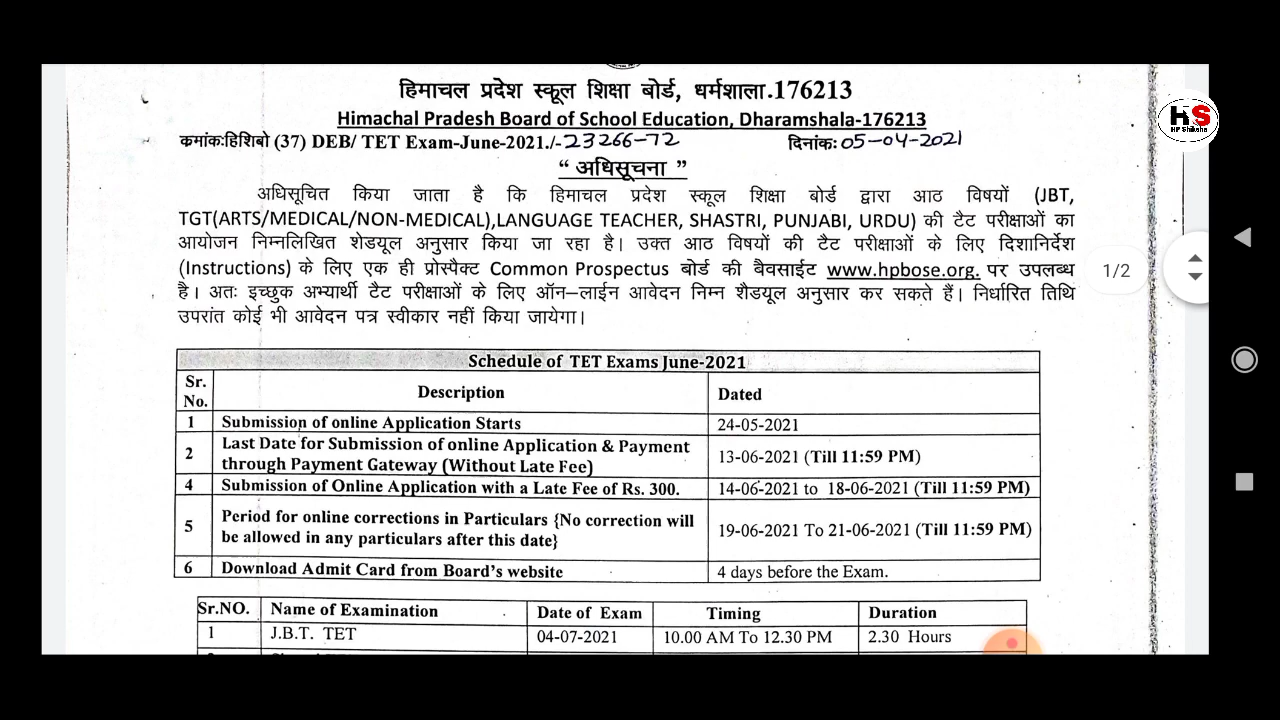 हिमाचल प्रदेश स्कूल शिक्षा बोर्ड, धर्मशाला.176213
Himachal Pradesh Board of School Education, Dharamshala-176213
कमांक:हिशिबो (37) DEB/ TET Exam-June-2021./-23266-72 दिनांक: 05-04-2021
“ अधिसूचना ”
अधिसूचित किया जाता है कि हिमाचल प्रदेश स्कूल शिक्षा बोर्ड द्वारा आठ विषयों (JBT,
TGT(ARTS/MEDICAL/NON-MEDICAL),LANGUAGE TEACHER, SHASTRI, PUNJABI, URDU) की टैट परीक्षाओं का
आयोजन निम्नलिखित शेडयूल अनुसार किया जा रहा है। उक्त आठ विषयों की टैट परीक्षाओं के लिए दिशानिर्देश
(Instructions) के लिए एक ही प्रोस्पैक्ट Common Prospectus बोर्ड की वैवसाईट www.hpbose.org. पर उपलब्ध
है। अतः इच्छुक अभ्यार्थी टैट परीक्षाओं के लिए ऑन–लाईन आवेदन निम्न शैडयूल अनुसार कर सकते हैं। निर्धारित तिथि
उपरांत कोई भी आवेदन पत्र स्वीकार नहीं किया जायेगा।
Schedule of TET Exams June-2021
Sr. No. Description Dated
1 Submission of online Application Starts 24-05-2021
2 Last Date for Submission of online Application & Payment through Payment Gateway (Without Late Fee) 13-06-2021 (Till 11:59 PM)
4 Submission of Online Application with a Late Fee of Rs. 300. 14-06-2021 to 18-06-2021 (Till 11:59 PM)
5 Period for online corrections in Particulars {No correction will be allowed in any particulars after this date} 19-06-2021 To 21-06-2021 (Till 11:59 PM)
6 Download Admit Card from Board's website 4 days before the Exam.
Sr.NO. Name of Examination Date of Exam Timing Duration
1 J.B.T. TET 04-07-2021 10.00 AM To 12.30 PM 2.30 Hours
1/2
HS
HP Shiksha